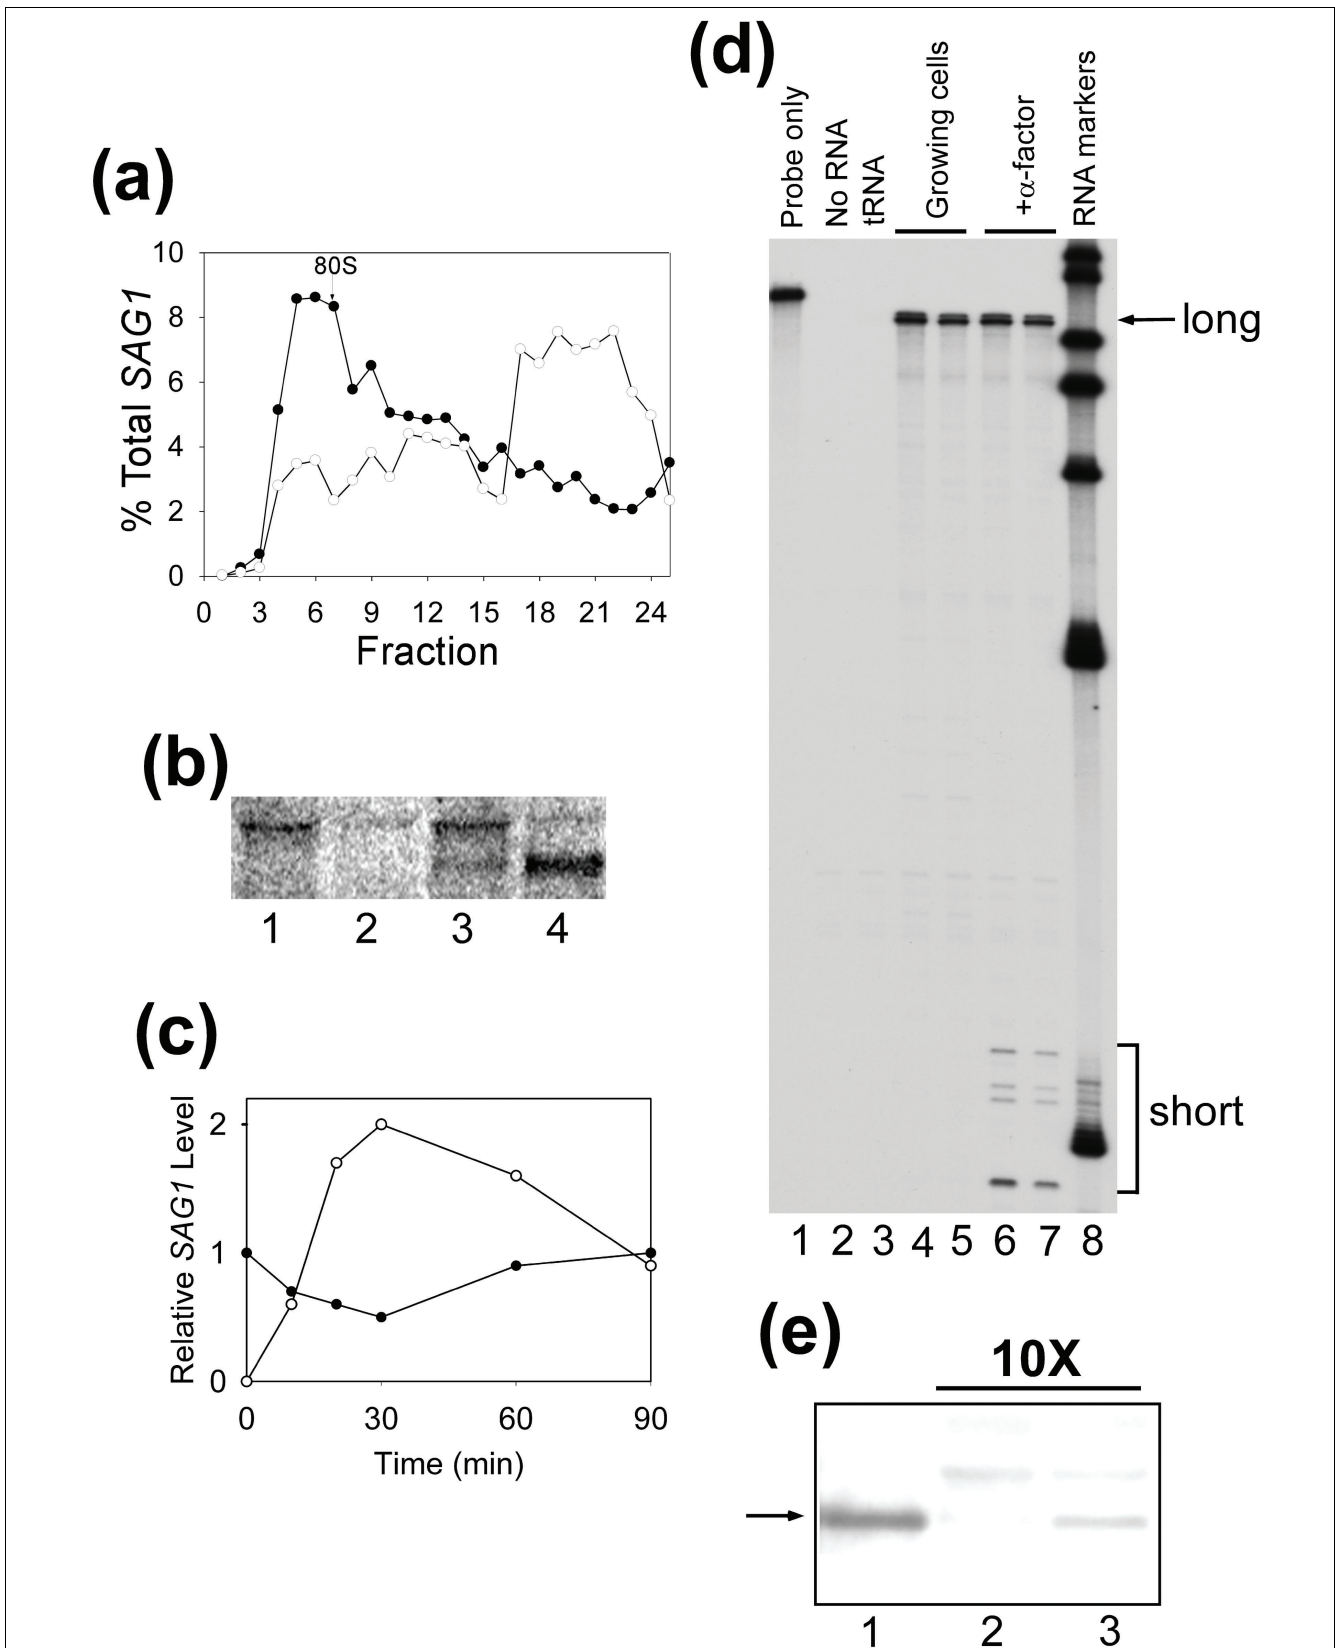 (a)
10
8
6
4
2
0
80S
% Total SAG1
0 3 6 9 12 15 18 21 24
Fraction
(b)
1 2 3 4
(c)
2
1
0
Relative SAG1 Level
0 30 60 90
Time (min)
(d)
Probe only
No RNA
tRNA
Growing cells
+α-factor
RNA markers
long
short
1 2 3 4 5 6 7 8
(e)
10X
1 2 3